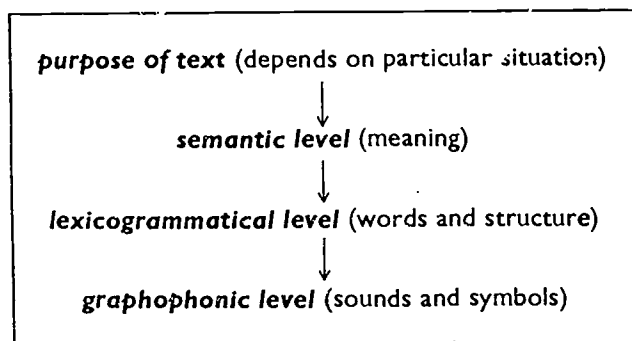 purpose of text (depends on particular situation)
semantic level (meaning)
lexicogrammatical level (words and structure)
graphophonic level (sounds and symbols)